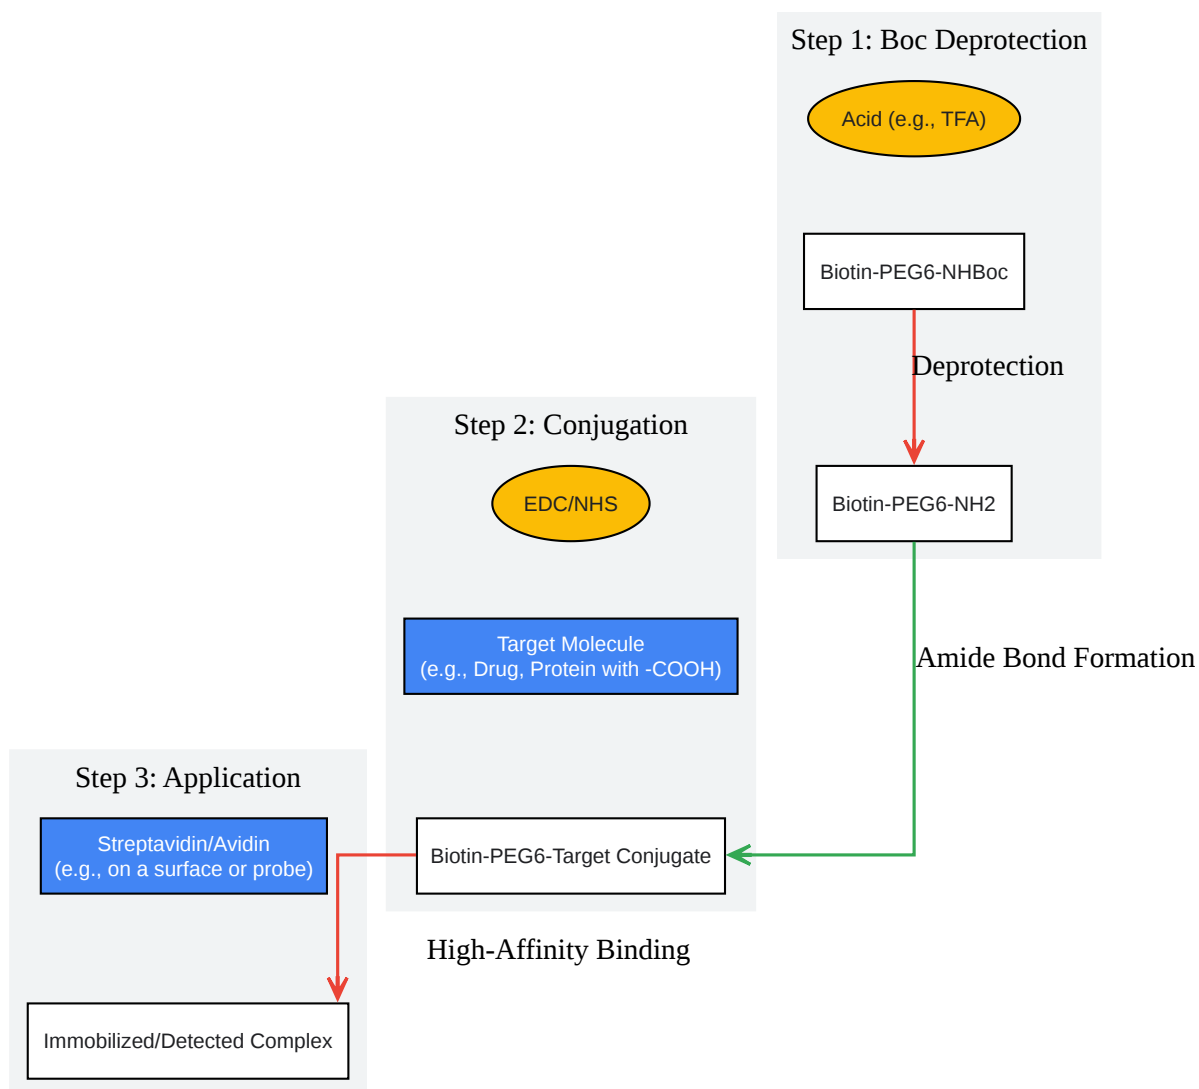 Step 1: Boc Deprotection
Acid (e.g., TFA)
Biotin-PEG6-NHBoc
Deprotection
Biotin-PEG6-NH2
Amide Bond Formation
Step 2: Conjugation
EDC/NHS
Target Molecule
(e.g., Drug, Protein with -COOH)
Biotin-PEG6-Target Conjugate
High-Affinity Binding
Step 3: Application
Streptavidin/Avidin
(e.g., on a surface or probe)
Immobilized/Detected Complex